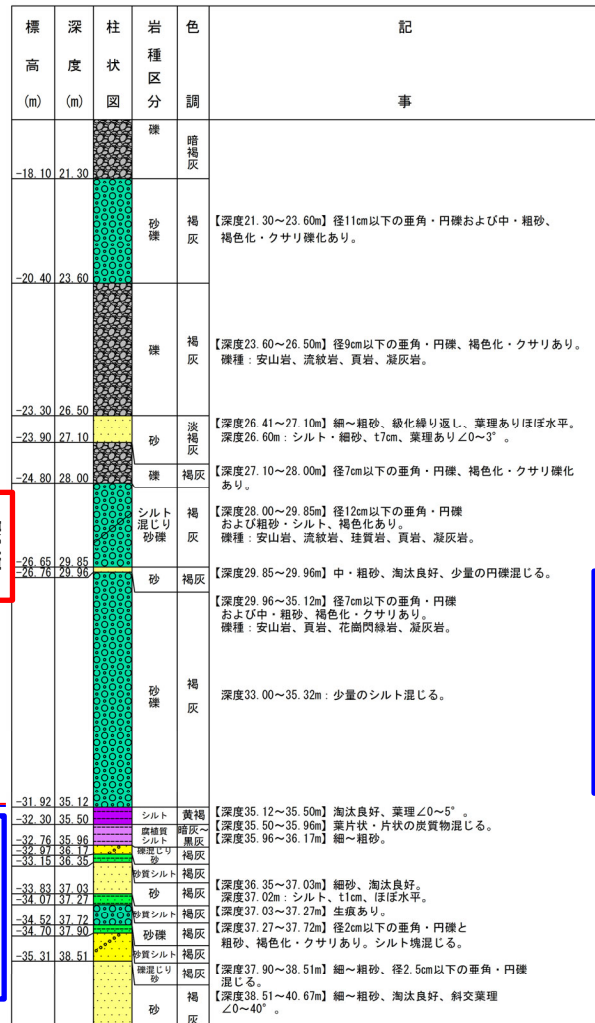 標高(m) 深度(m) 柱状図 岩種区分 色調 記事
礫 暗褐灰
-18.10 21.30
砂礫 褐灰 【深度21.30~23.60m】径11cm以下の亜角・円礫および中・粗砂、
褐色化・クサリ礫化あり。
-20.40 23.60
礫 褐灰 【深度23.60~26.50m】径9cm以下の亜角・円礫、褐色化・クサリあり。
礫種：安山岩、流紋岩、頁岩、凝灰岩。
-23.30 26.50
砂 淡褐灰 【深度26.41~27.10m】細~粗砂、級化繰り返し、葉理ありほぼ水平。
深度26.60m：シルト・細砂、t7cm、葉理あり∠0~3°。
-23.90 27.10
礫 褐灰 【深度27.10~28.00m】径7cm以下の亜角・円礫、褐色化・クサリ礫化
あり。
-24.80 28.00
シルト混じり砂礫 褐灰 【深度28.00~29.85m】径12cm以下の亜角・円礫
および粗砂・シルト、褐色化あり。
礫種：安山岩、流紋岩、珪質岩、頁岩、凝灰岩。
-26.65 29.85
-26.76 29.96
砂 褐灰 【深度29.85~29.96m】中・粗砂、淘汰良好、少量の円礫混じる。
砂礫 褐灰 【深度29.96~35.12m】径7cm以下の亜角・円礫
および中・粗砂、褐色化・クサリあり。
礫種：安山岩、頁岩、花崗閃緑岩、凝灰岩。
深度33.00~35.32m：少量のシルト混じる。
-31.92 35.12
シルト 黄褐 【深度35.12~35.50m】淘汰良好、葉理∠0~5°。
-32.30 35.50
腐植質シルト 暗灰~黒灰 【深度35.50~35.96m】葉片状・片状の炭質物混じる。
-32.76 35.96
礫混じり砂 褐灰 【深度35.96~36.17m】細~粗砂。
-32.97 36.17
砂質シルト 褐灰
-33.15 36.35
砂 褐灰 【深度36.35~37.03m】細砂、淘汰良好。
深度37.02m：シルト、t1cm、ほぼ水平。
-33.83 37.03
砂質シルト 褐灰 【深度37.03~37.27m】生痕あり。
-34.07 37.27
砂礫 褐灰 【深度37.27~37.72m】径2cm以下の亜角・円礫と
粗砂、褐色化・クサリあり。シルト塊混じる。
-34.52 37.72
砂質シルト 褐灰
-34.70 37.90
礫混じり砂 褐灰 【深度37.90~38.51m】細~粗砂、径2.5cm以下の亜角・円礫
混じる。
-35.31 38.51
砂 褐灰 【深度38.51~40.67m】細~粗砂、淘汰良好、斜交葉理
∠0~40°。